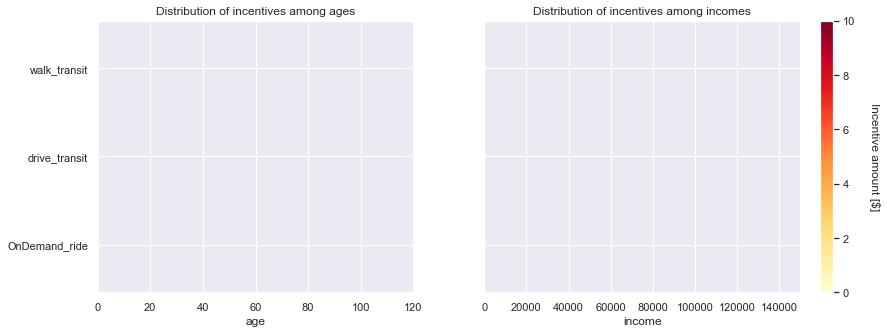 Distribution of incentives among ages
walk_transit
drive_transit
OnDemand_ride
0 20 40 60 80 100 120
age
Distribution of incentives among incomes
0 20000 40000 60000 80000 100000 120000 140000
income
10
8
6
4
2
0
Incentive amount [$]